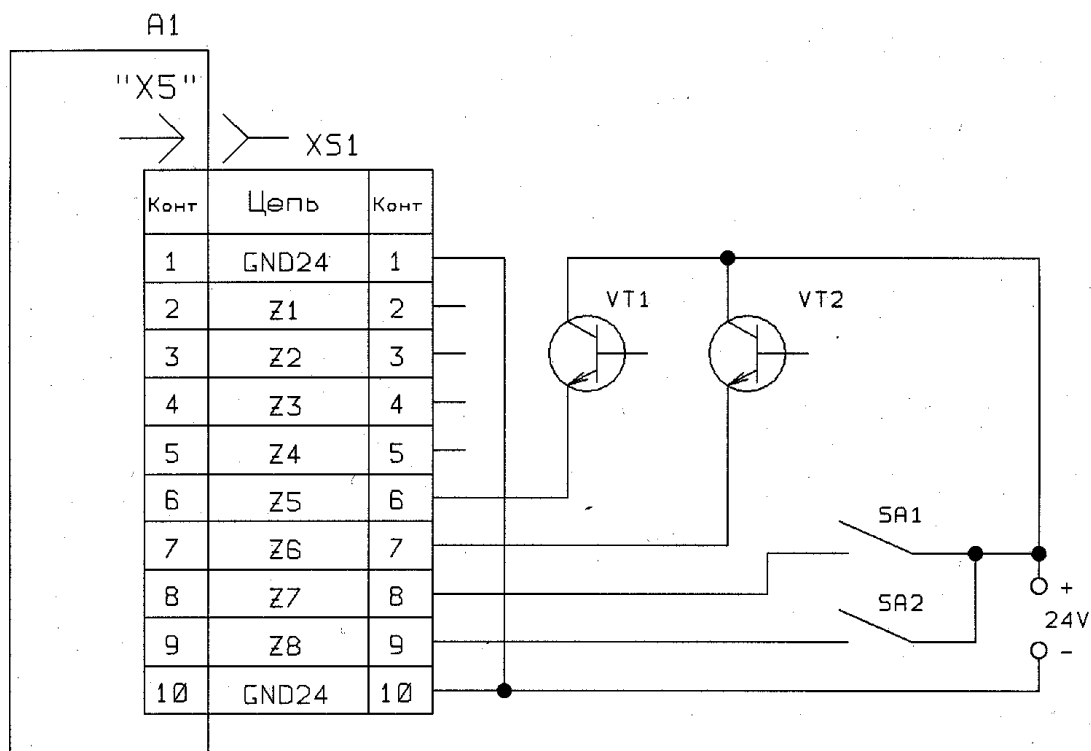 A1
"X5"
XS1
Конт Цепь Конт
1 GND24 1
2 Z1 2
3 Z2 3
4 Z3 4
5 Z4 5
6 Z5 6
7 Z6 7
8 Z7 8
9 Z8 9
10 GND24 10
VT1 VT2
SA1
SA2
+
24V
-